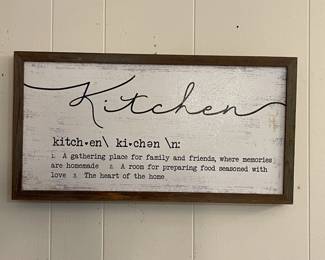 Kitchen
kitch•en\ ki•chən \n:
1. A gathering place for family and friends, where memories
are homemade 2. A room for preparing food seasoned with
love 3. The heart of the home